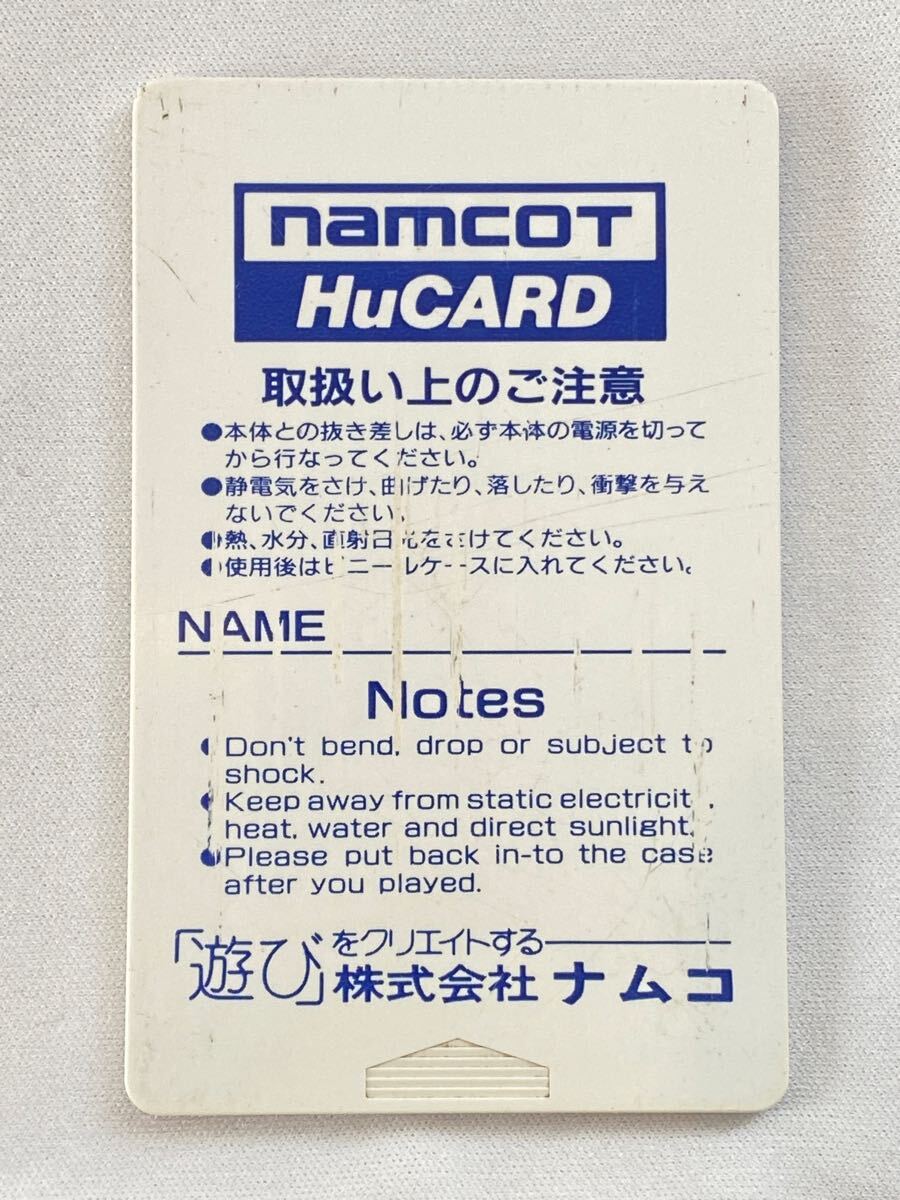 namcoT
HuCARD
取扱い上のご注意
●本体との抜き差しは、必ず本体の電源を切って
から行なってください。
●静電気をさけ、曲げたり、落したり、衝撃を与え
ないでください。
●熱、水分、直射日光をさけてください。
●使用後はビニールケースに入れてください。
NAME
Notes
●Don't bend, drop or subject to
shock.
●Keep away from static electricity,
heat, water and direct sunlight.
●Please put back in-to the case
after you played.
「遊び」をクリエイトする
株式会社ナムコ